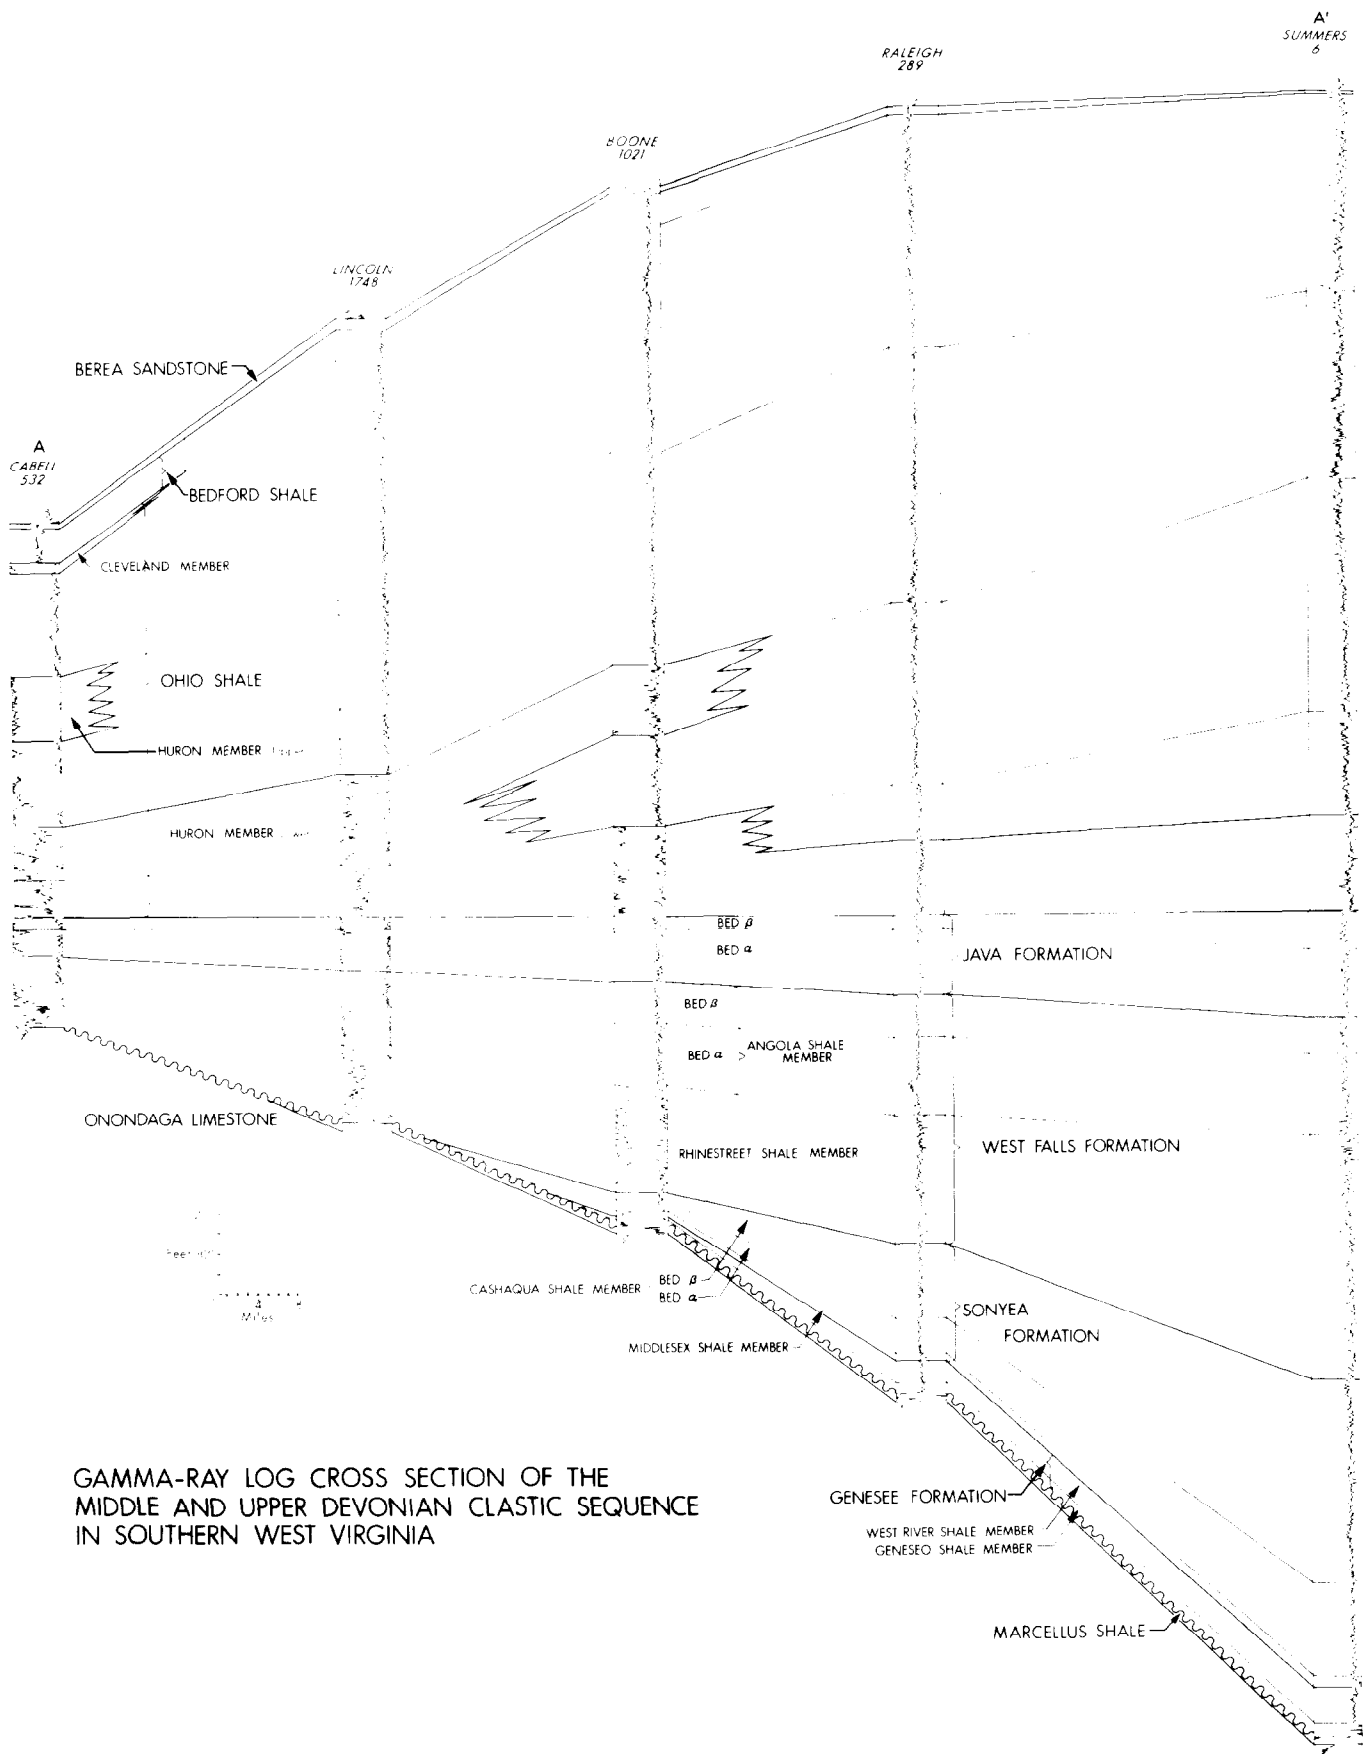 A'
SUMMERS
6
RALEIGH
289
BOONE
1021
LINCOLN
1748
BEREA SANDSTONE
A
CABELL
532
BEDFORD SHALE
CLEVELAND MEMBER
OHIO SHALE
HURON MEMBER
HURON MEMBER
BED β
BED α
JAVA FORMATION
BED β
BED α
ANGOLA SHALE
MEMBER
ONONDAGA LIMESTONE
RHINESTREET SHALE MEMBER
WEST FALLS FORMATION
Feet
Miles
CASHAQUA SHALE MEMBER
BED β
BED α
MIDDLESEX SHALE MEMBER
SONYEA
FORMATION
GAMMA-RAY LOG CROSS SECTION OF THE
MIDDLE AND UPPER DEVONIAN CLASTIC SEQUENCE
IN SOUTHERN WEST VIRGINIA
GENESEE FORMATION
WEST RIVER SHALE MEMBER
GENESEO SHALE MEMBER
MARCELLUS SHALE